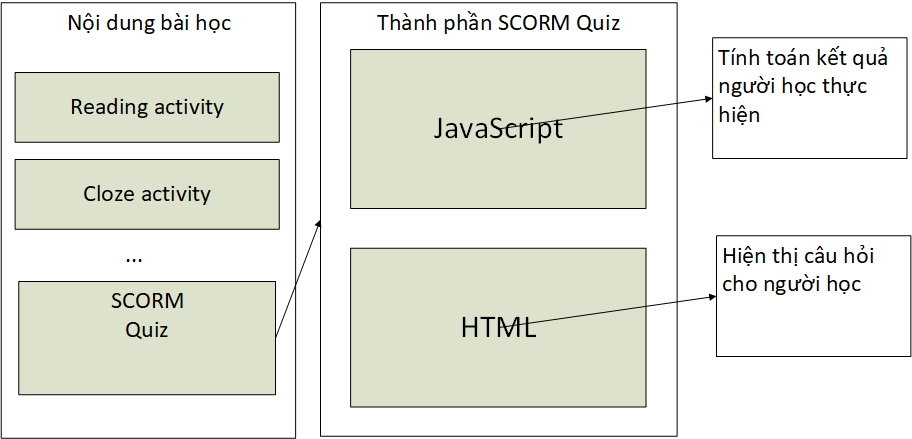 Nội dung bài học
Reading activity
Cloze activity
...
SCORM
Quiz
Thành phần SCORM Quiz
JavaScript
HTML
Tính toán kết quả
người học thực
hiện
Hiện thị câu hỏi
cho người học